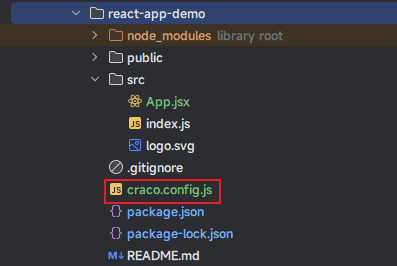 react-app-demo
node_modules library root
public
src
App.jsx
JS index.js
logo.svg
.gitignore
JS craco.config.js
{} package.json
{} package-lock.json
M↓ README.md